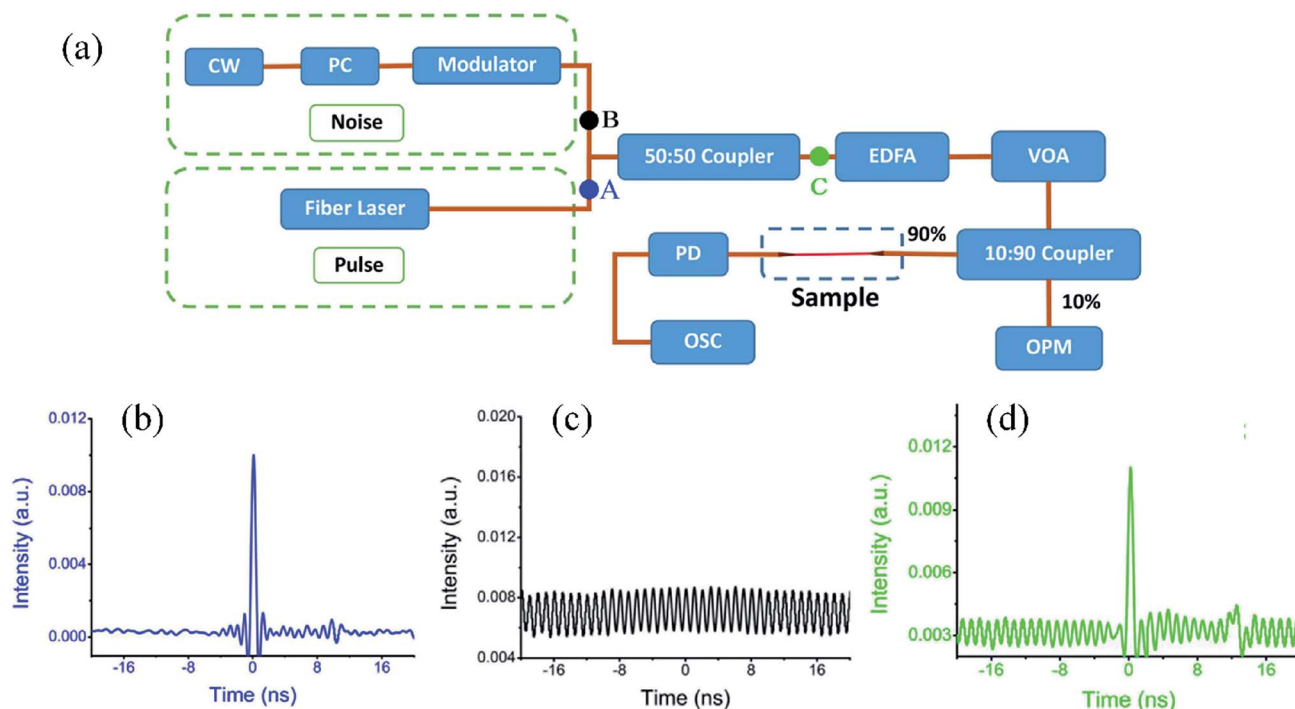 (a)
CW
PC
Modulator
Noise
B
50:50 Coupler
C
EDFA
VOA
A
Fiber Laser
Pulse
PD
90%
10:90 Coupler
Sample
10%
OSC
OPM
(b)
0.012
0.008
0.004
0.000
Intensity (a.u.)
-16
-8
0
8
16
Time (ns)
(c)
0.020
0.016
0.012
0.008
0.004
Intensity (a.u.)
-16
-8
0
8
16
Time (ns)
(d)
0.012
0.009
0.006
0.003
Intensity (a.u.)
-16
-8
0
8
16
Time (ns)